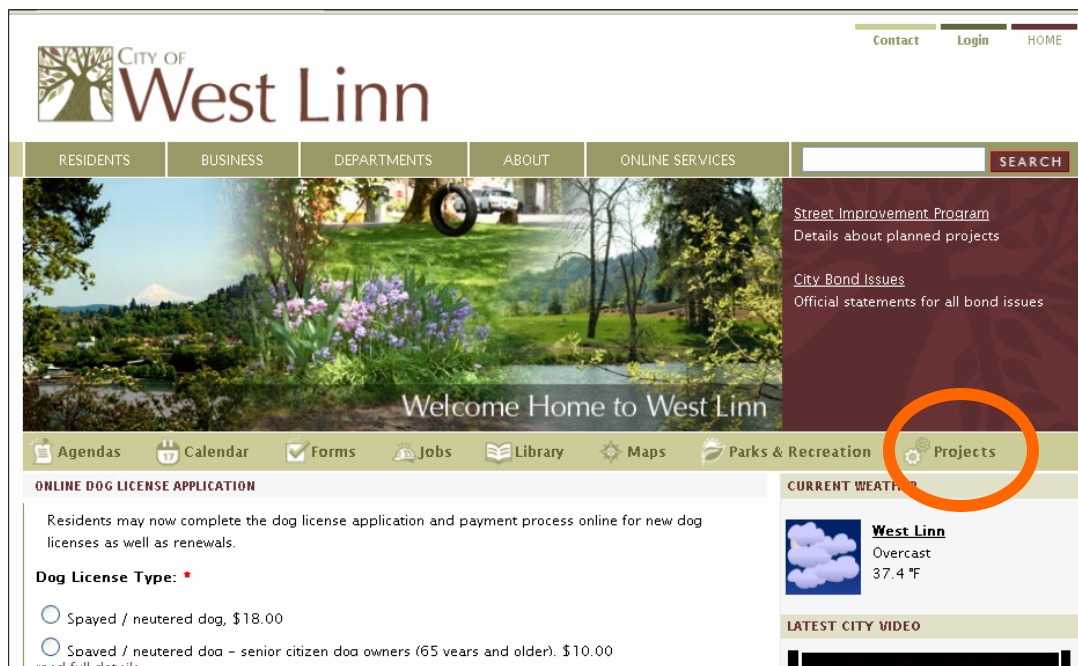 Contact Login HOME
CITY OF
West Linn
RESIDENTS BUSINESS DEPARTMENTS ABOUT ONLINE SERVICES SEARCH
Street Improvement Program
Details about planned projects
City Bond Issues
Official statements for all bond issues
Welcome Home to West Linn
17
Agendas Calendar Forms Jobs Library Maps Parks & Recreation Projects
ONLINE DOG LICENSE APPLICATION
CURRENT WEATHER
Residents may now complete the dog license application and payment process online for new dog
licenses as well as renewals.
West Linn
Overcast
37.4 °F
Dog License Type: *
Spayed / neutered dog, $18.00
LATEST CITY VIDEO
Spayed / neutered dog - senior citizen dog owners (65 years and older), $10.00
read full details